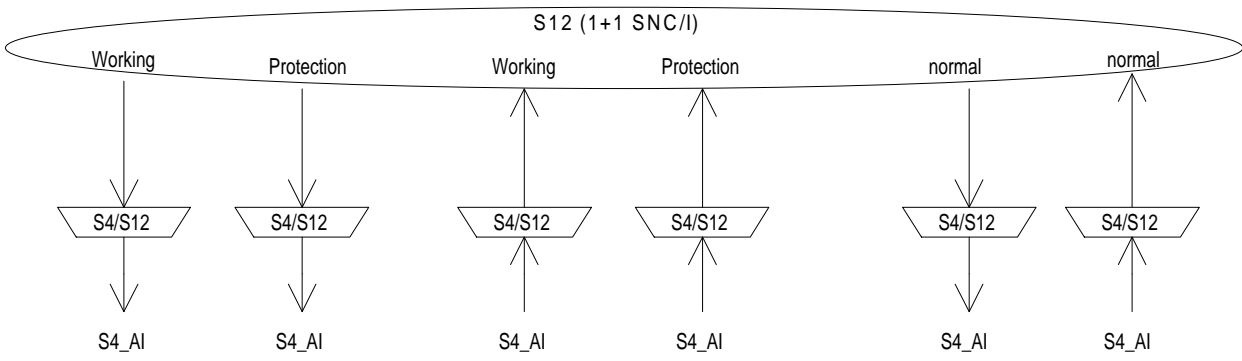 S12 (1+1 SNC/I)
Working Protection Working Protection normal normal
S4/S12 S4/S12 S4/S12 S4/S12 S4/S12 S4/S12
S4_AI S4_AI S4_AI S4_AI S4_AI S4_AI